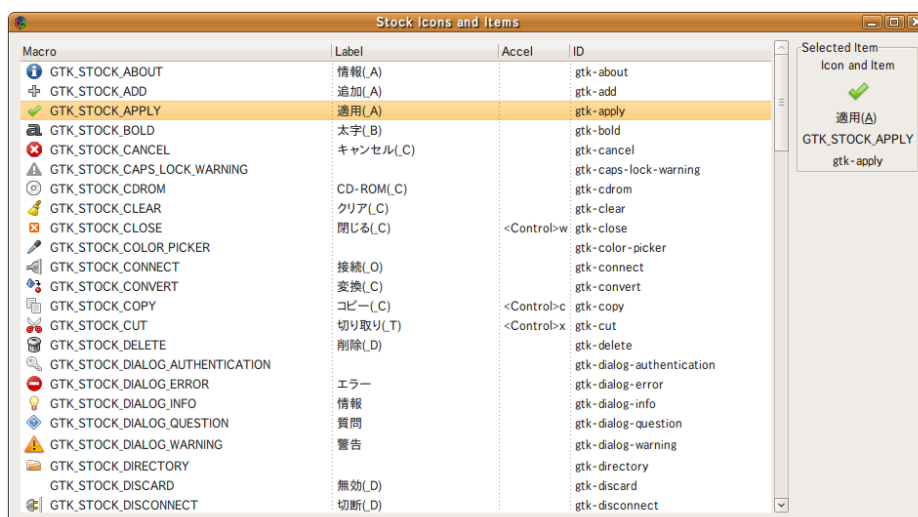 Stock Icons and Items
Macro Label Accel ID
GTK_STOCK_ABOUT 情報(_A) gtk-about
GTK_STOCK_ADD 追加(_A) gtk-add
GTK_STOCK_APPLY 適用(_A) gtk-apply
GTK_STOCK_BOLD 太字(_B) gtk-bold
GTK_STOCK_CANCEL キャンセル(_C) gtk-cancel
GTK_STOCK_CAPS_LOCK_WARNING gtk-caps-lock-warning
GTK_STOCK_CDROM CD-ROM(_C) gtk-cdrom
GTK_STOCK_CLEAR クリア(_C) gtk-clear
GTK_STOCK_CLOSE 閉じる(_C) <Control>w gtk-close
GTK_STOCK_COLOR_PICKER gtk-color-picker
GTK_STOCK_CONNECT 接続(_O) gtk-connect
GTK_STOCK_CONVERT 変換(_C) gtk-convert
GTK_STOCK_COPY コピー(_C) <Control>c gtk-copy
GTK_STOCK_CUT 切り取り(_T) <Control>x gtk-cut
GTK_STOCK_DELETE 削除(_D) gtk-delete
GTK_STOCK_DIALOG_AUTHENTICATION gtk-dialog-authentication
GTK_STOCK_DIALOG_ERROR エラー gtk-dialog-error
GTK_STOCK_DIALOG_INFO 情報 gtk-dialog-info
GTK_STOCK_DIALOG_QUESTION 質問 gtk-dialog-question
GTK_STOCK_DIALOG_WARNING 警告 gtk-dialog-warning
GTK_STOCK_DIRECTORY gtk-directory
GTK_STOCK_DISCARD 無効(_D) gtk-discard
GTK_STOCK_DISCONNECT 切断(_D) gtk-disconnect
Selected Item
Icon and Item
適用(A)
GTK_STOCK_APPLY
gtk-apply